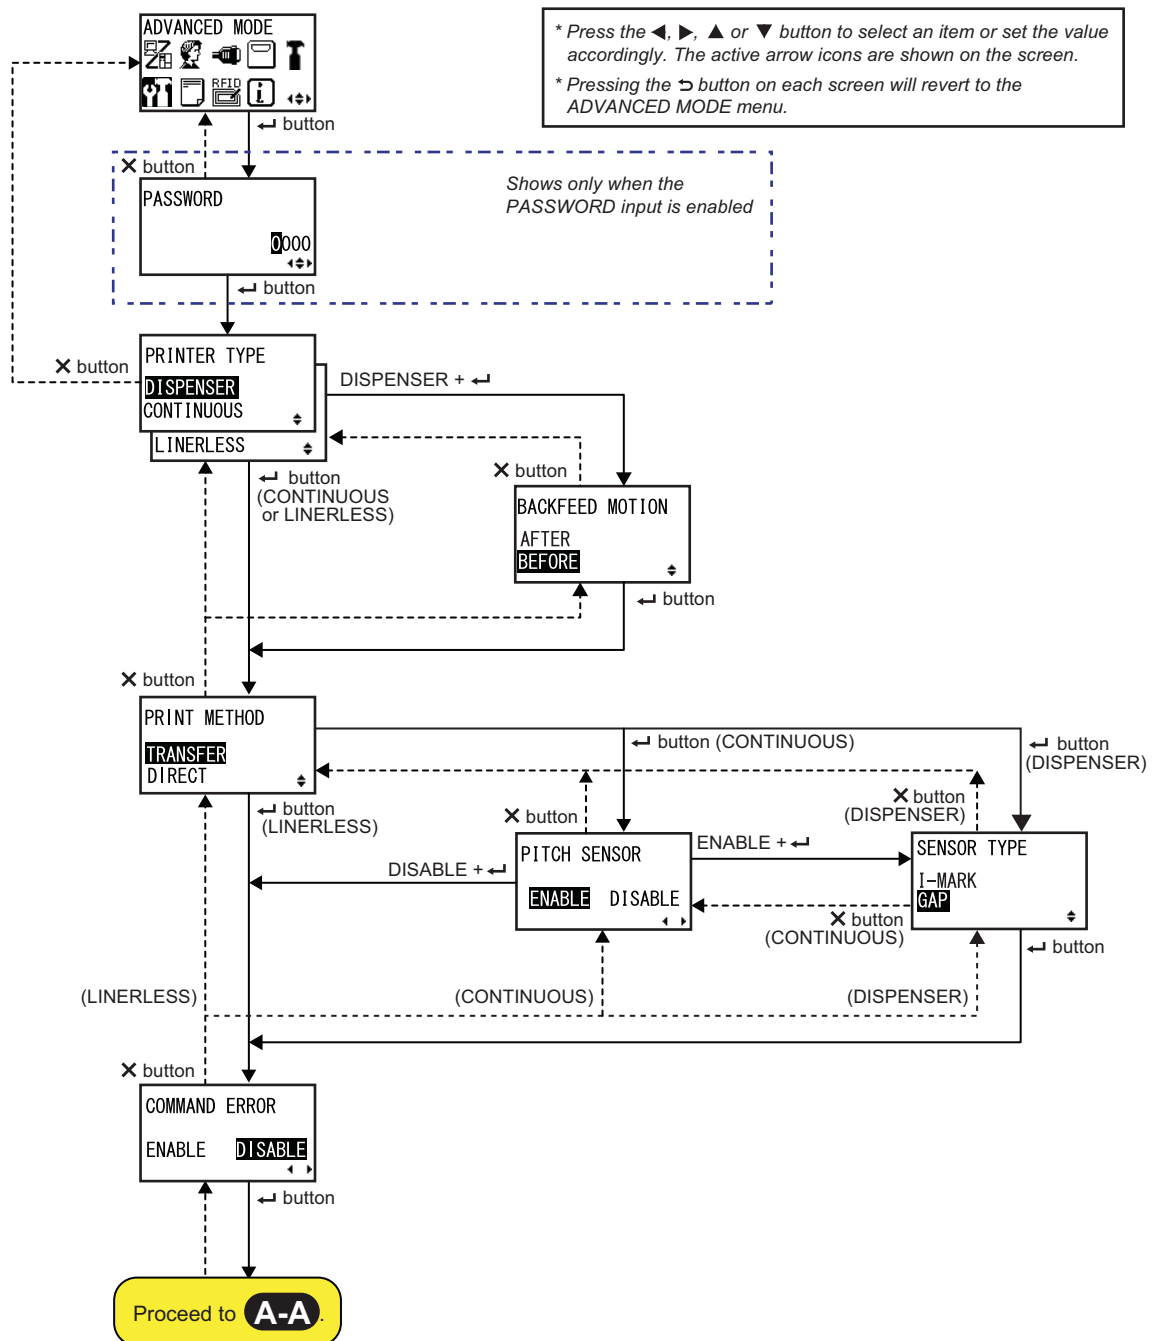 ADVANCED MODE
RFID
i
* Press the ◀, ▶, ▲ or ▼ button to select an item or set the value
accordingly. The active arrow icons are shown on the screen.
* Pressing the ⮌ button on each screen will revert to the
ADVANCED MODE menu.
↵ button
✕ button
PASSWORD
0000
Shows only when the
PASSWORD input is enabled
↵ button
PRINTER TYPE
DISPENSER
CONTINUOUS
LINERLESS
✕ button
DISPENSER + ↵
↵ button
(CONTINUOUS
or LINERLESS)
✕ button
BACKFEED MOTION
AFTER
BEFORE
↵ button
✕ button
PRINT METHOD
TRANSFER
DIRECT
↵ button (CONTINUOUS)
↵ button
(DISPENSER)
↵ button
(LINERLESS)
✕ button
✕ button
(DISPENSER)
DISABLE + ↵
PITCH SENSOR
ENABLE DISABLE
ENABLE + ↵
SENSOR TYPE
I-MARK
GAP
✕ button
(CONTINUOUS)
↵ button
(LINERLESS)
(CONTINUOUS)
(DISPENSER)
✕ button
COMMAND ERROR
ENABLE DISABLE
↵ button
Proceed to A-A.